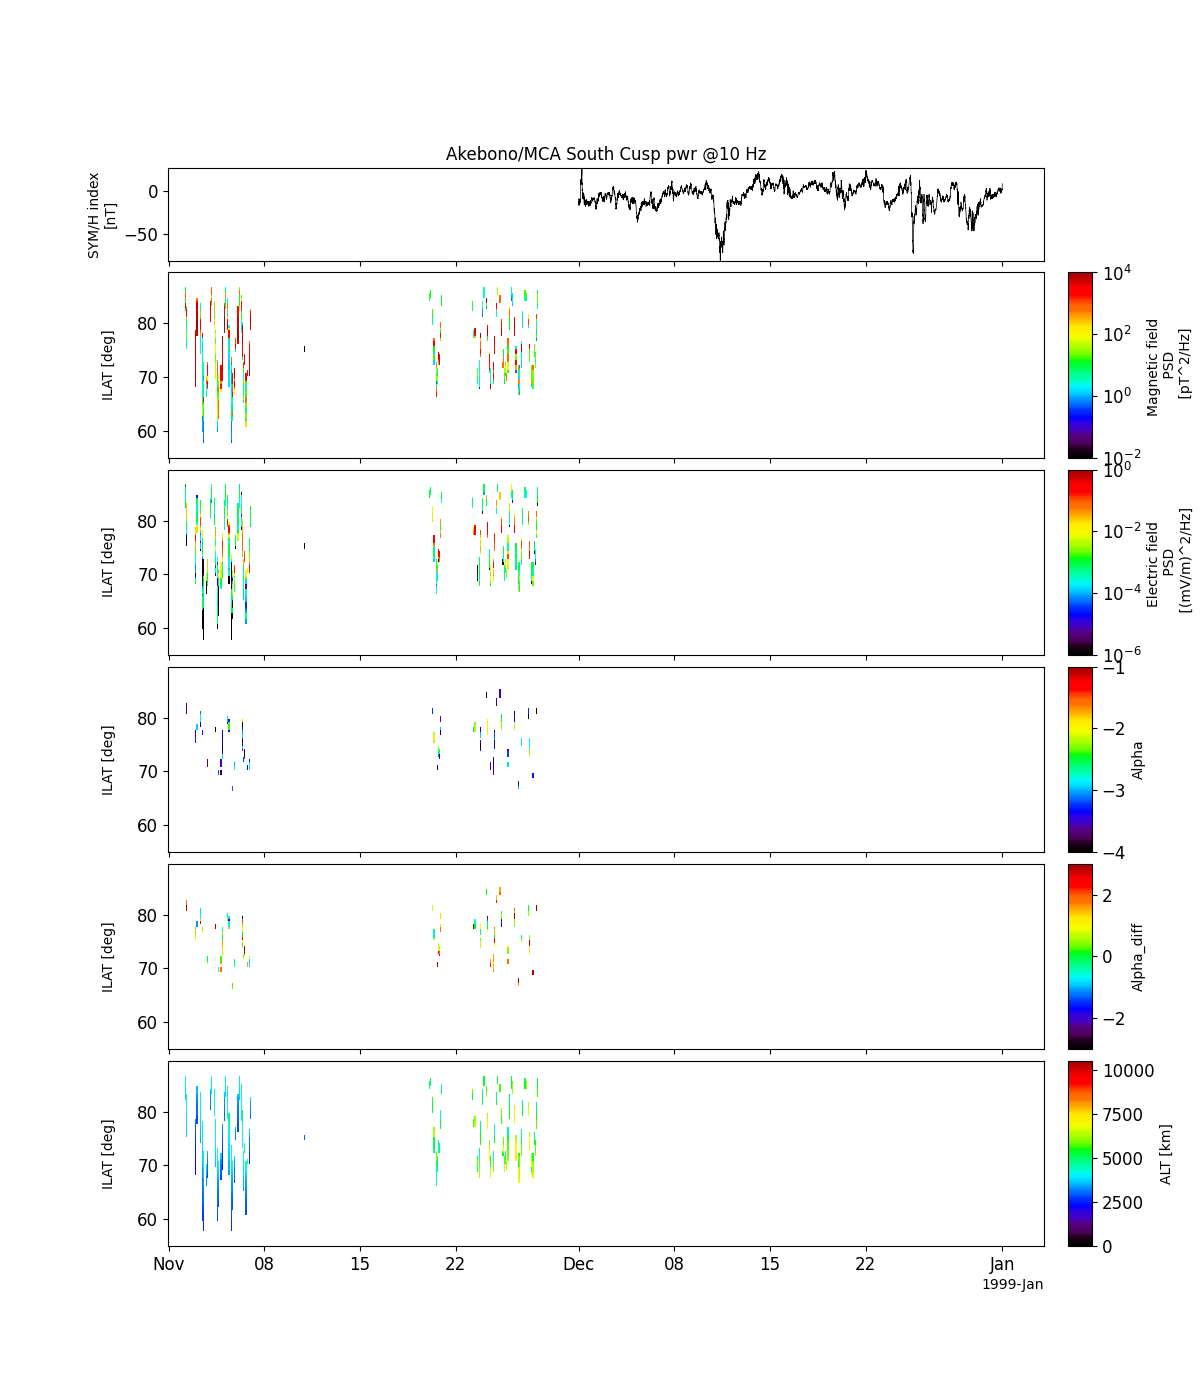 Akebono/MCA South Cusp pwr @10 Hz
SYM/H index
[nT]
0
−50
ILAT [deg]
80
70
60
10^4
10^2
10^0
10^−2
Magnetic field
PSD
[pT^2/Hz]
ILAT [deg]
80
70
60
10^0
10^−2
10^−4
10^−6
Electric field
PSD
[(mV/m)^2/Hz]
ILAT [deg]
80
70
60
−1
−2
−3
−4
Alpha
ILAT [deg]
80
70
60
2
0
−2
Alpha_diff
ILAT [deg]
80
70
60
10000
7500
5000
2500
0
ALT [km]
Nov 08 15 22 Dec 08 15 22 Jan
1999-Jan